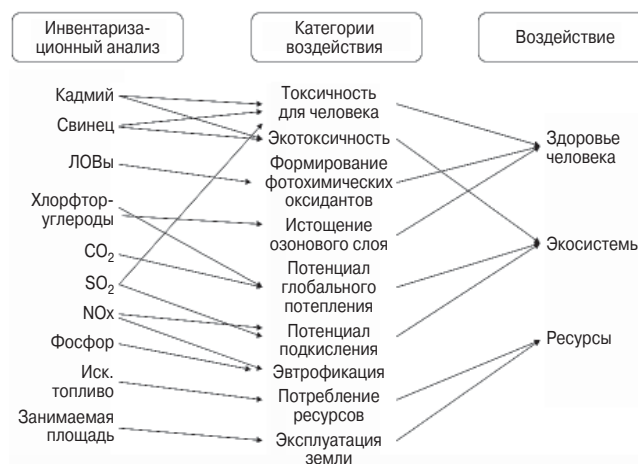 Инвентариза-
ционный анализ
Категории
воздействия
Воздействие
Кадмий
Свинец
ЛОВы
Хлорфтор-
углероды
CO2
SO2
NOx
Фосфор
Иск.
топливо
Занимаемая
площадь
Токсичность
для человека
Экотоксичность
Формирование
фотохимических
оксидантов
Истощение
озонового слоя
Потенциал
глобального
потепления
Потенциал
подкисления
Эвтрофикация
Потребление
ресурсов
Эксплуатация
земли
Здоровье
человека
Экосистемы
Ресурсы